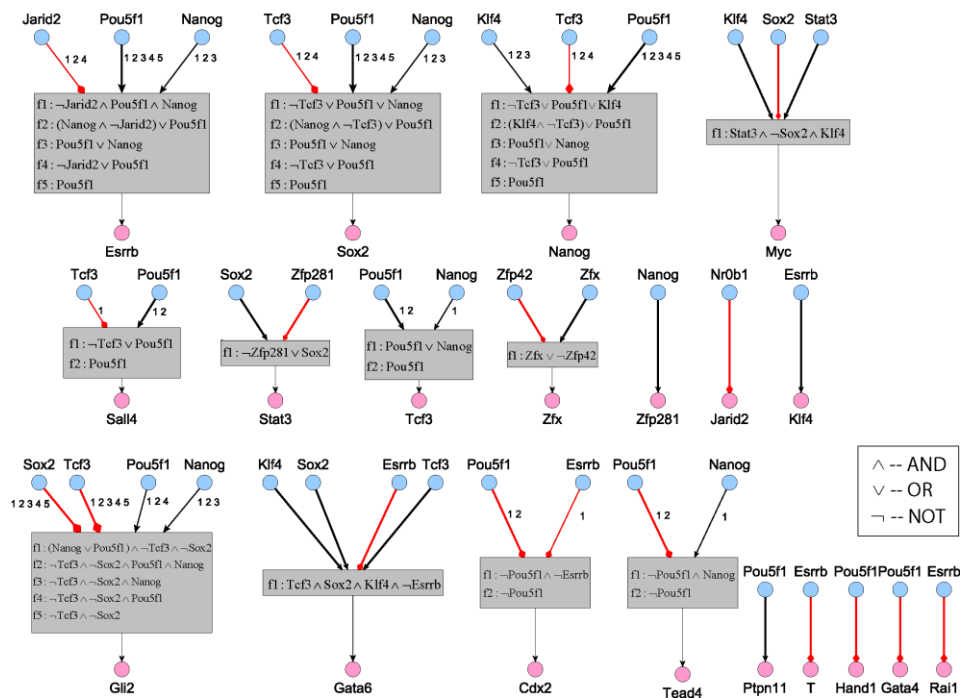 Jarid2 Pou5f1 Nanog Tcf3 Pou5f1 Nanog Klf4 Tcf3 Pou5f1 Klf4 Sox2 Stat3
1 2 4 1 2 3 4 5 1 2 3 1 2 4 1 2 3 4 5 1 2 3 1 2 3 1 2 4 1 2 3 4 5
f1 : ¬Jarid2 ∧ Pou5f1 ∧ Nanog
f2 : (Nanog ∧ ¬Jarid2) ∨ Pou5f1
f3 : Pou5f1 ∨ Nanog
f4 : ¬Jarid2 ∨ Pou5f1
f5 : Pou5f1
Esrrb
f1 : ¬Tcf3 ∨ Pou5f1 ∨ Nanog
f2 : (Nanog ∧ ¬Tcf3) ∨ Pou5f1
f3 : Pou5f1 ∨ Nanog
f4 : ¬Tcf3 ∨ Pou5f1
f5 : Pou5f1
Sox2
f1 : ¬Tcf3 ∨ Pou5f1 ∨ Klf4
f2 : (Klf4 ∧ ¬Tcf3) ∨ Pou5f1
f3 : Pou5f1 ∨ Nanog
f4 : ¬Tcf3 ∨ Pou5f1
f5 : Pou5f1
Nanog
f1 : Stat3 ∧ ¬Sox2 ∧ Klf4
Myc
Tcf3 Pou5f1 Sox2 Zfp281 Pou5f1 Nanog Zfp42 Zfx Nanog Nr0b1 Esrrb
1 1 2 1 2 1
f1 : ¬Tcf3 ∨ Pou5f1
f2 : Pou5f1
Sall4
f1 : ¬Zfp281 ∨ Sox2
Stat3
f1 : Pou5f1 ∨ Nanog
f2 : Pou5f1
Tcf3
f1 : Zfx ∨ ¬Zfp42
Zfx
Zfp281 Jarid2 Klf4
Sox2 Tcf3 Pou5f1 Nanog Klf4 Sox2 Esrrb Tcf3 Pou5f1 Esrrb Pou5f1 Nanog
1 2 3 4 5 1 2 3 4 5 1 2 4 1 2 3 1 2 1 1 2 1
f1 : (Nanog ∨ Pou5f1) ∧ ¬Tcf3 ∧ ¬Sox2
f2 : ¬Tcf3 ∧ ¬Sox2 ∧ Pou5f1 ∧ Nanog
f3 : ¬Tcf3 ∧ ¬Sox2 ∧ Nanog
f4 : ¬Tcf3 ∧ ¬Sox2 ∧ Pou5f1
f5 : ¬Tcf3 ∧ ¬Sox2
Gli2
f1 : Tcf3 ∧ Sox2 ∧ Klf4 ∧ ¬Esrrb
Gata6
f1 : ¬Pou5f1 ∧ ¬Esrrb
f2 : ¬Pou5f1
Cdx2
f1 : ¬Pou5f1 ∧ Nanog
f2 : ¬Pou5f1
Tead4
∧ -- AND
∨ -- OR
¬ -- NOT
Pou5f1 Esrrb Pou5f1 Pou5f1 Esrrb
Ptpn11 T Hand1 Gata4 Rai1